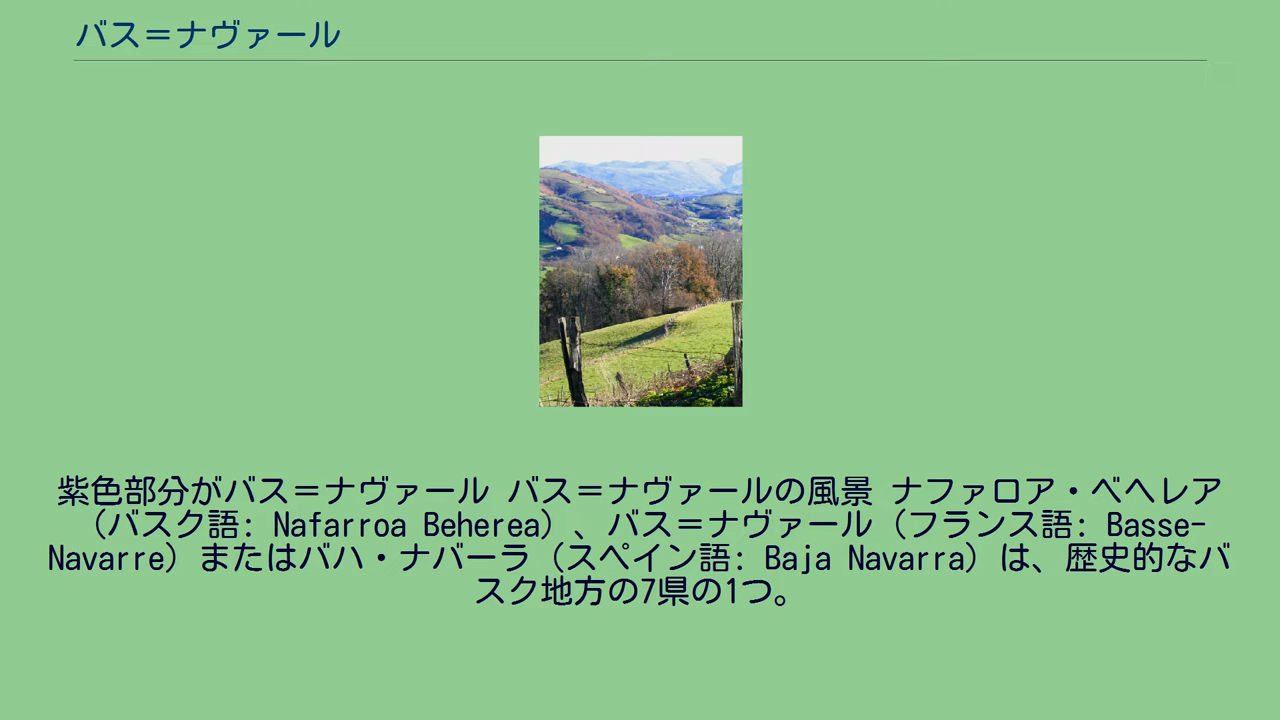 バス＝ナヴァール
紫色部分がバス＝ナヴァール バス＝ナヴァールの風景 ナファロア・ベヘレア
（バスク語: Nafarroa Beherea）、バス＝ナヴァール（フランス語: Basse-
Navarre）またはバハ・ナバーラ（スペイン語: Baja Navarra）は、歴史的なバ
スク地方の7県の1つ。